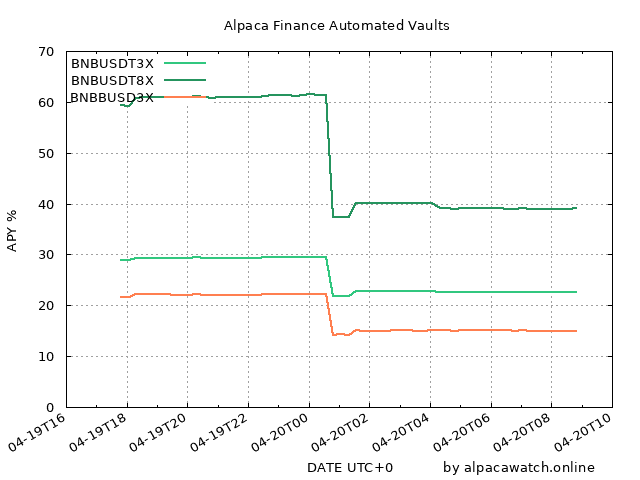 Alpaca Finance Automated Vaults
70
60
50
40
30
20
10
0
APY %
BNBUSDT3X
BNBUSDT8X
BNBBUSD3X
04-19T16
04-19T18
04-19T20
04-19T22
04-20T00
04-20T02
04-20T04
04-20T06
04-20T08
04-20T10
DATE UTC+0
by alpacawatch.online